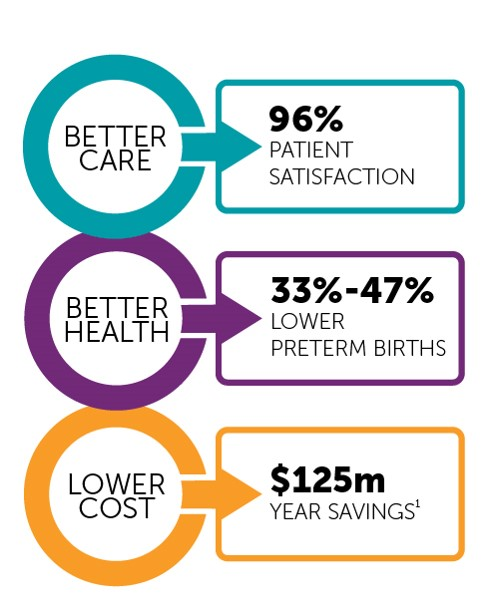 BETTER
CARE
96%
PATIENT
SATISFACTION
BETTER
HEALTH
33%-47%
LOWER
PRETERM BIRTHS
LOWER
COST
$125m
YEAR SAVINGS¹